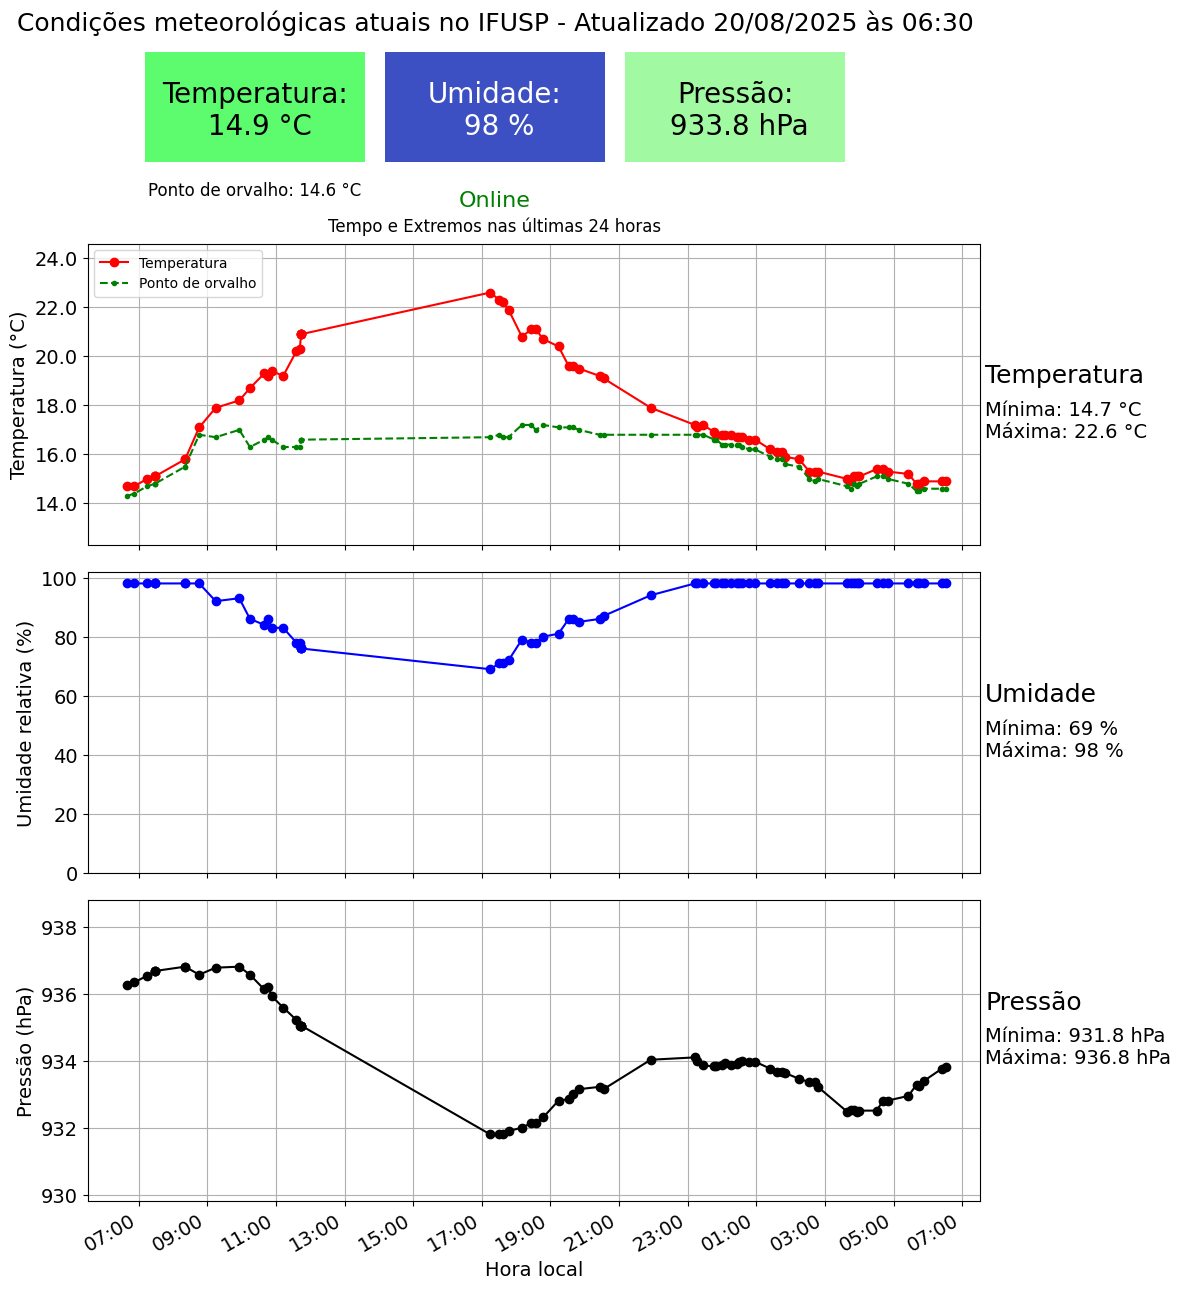 Condições meteorológicas atuais no IFUSP - Atualizado 20/08/2025 às 06:30
Temperatura:
14.9 °C
Umidade:
98 %
Pressão:
933.8 hPa
Ponto de orvalho: 14.6 °C
Online
Tempo e Extremos nas últimas 24 horas
Temperatura
Ponto de orvalho
Temperatura (°C)
24.0
22.0
20.0
18.0
16.0
14.0
Temperatura
Mínima: 14.7 °C
Máxima: 22.6 °C
Umidade relativa (%)
100
80
60
40
20
0
Umidade
Mínima: 69 %
Máxima: 98 %
Pressão (hPa)
938
936
934
932
930
Pressão
Mínima: 931.8 hPa
Máxima: 936.8 hPa
07:00 09:00 11:00 13:00 15:00 17:00 19:00 21:00 23:00 01:00 03:00 05:00 07:00
Hora local